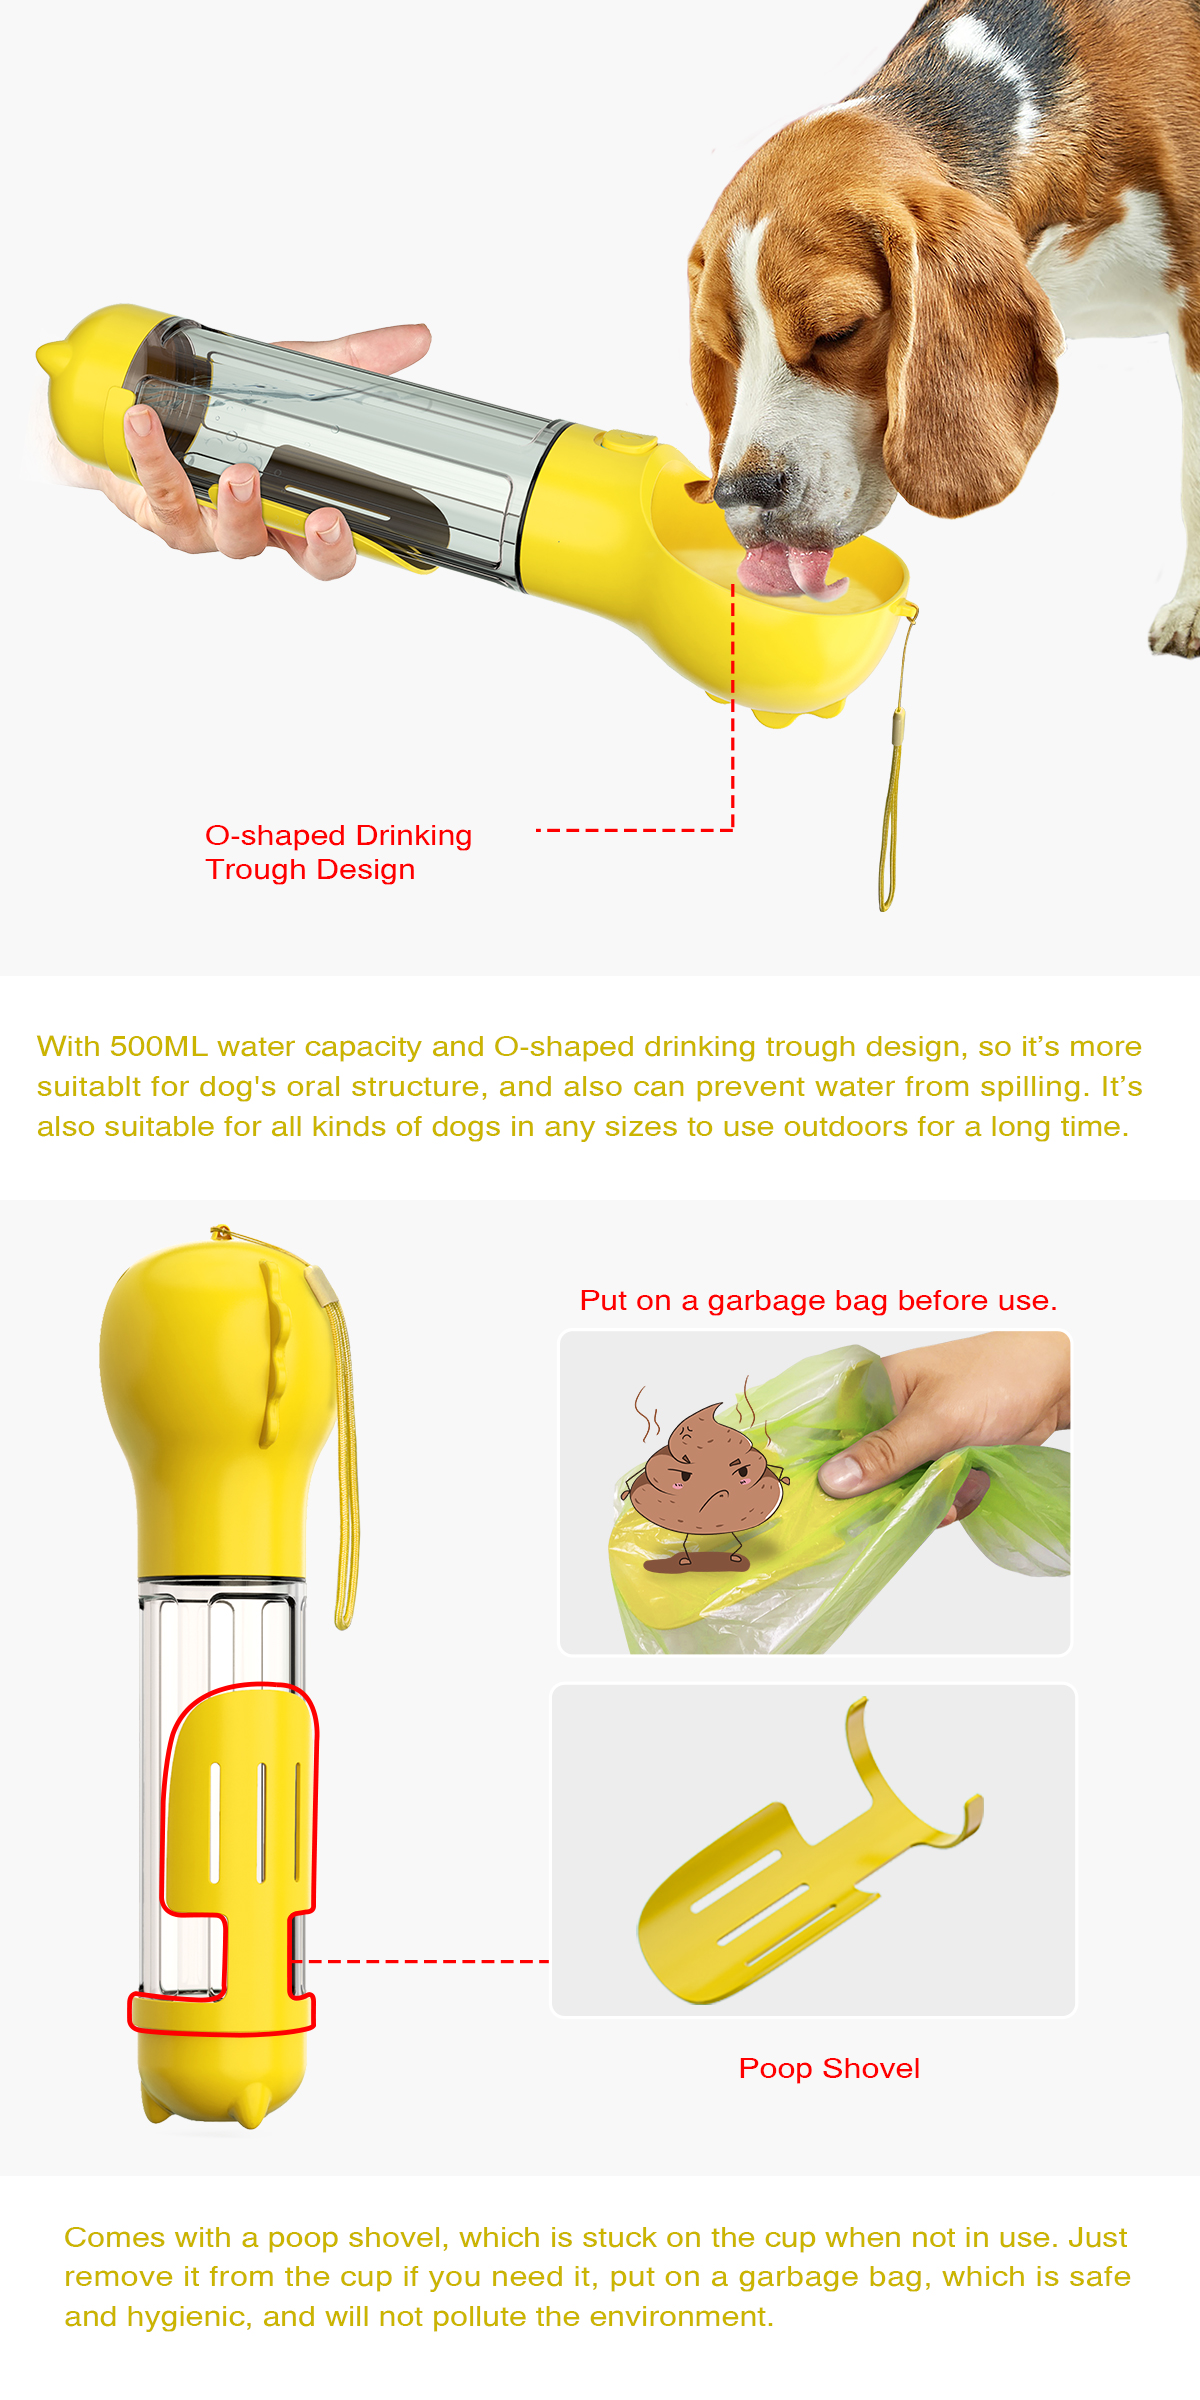 O-shaped Drinking
Trough Design
With 500ML water capacity and O-shaped drinking trough design, so it’s more
suitablt for dog's oral structure, and also can prevent water from spilling. It’s
also suitable for all kinds of dogs in any sizes to use outdoors for a long time.
Put on a garbage bag before use.
Poop Shovel
Comes with a poop shovel, which is stuck on the cup when not in use. Just
remove it from the cup if you need it, put on a garbage bag, which is safe
and hygienic, and will not pollute the environment.